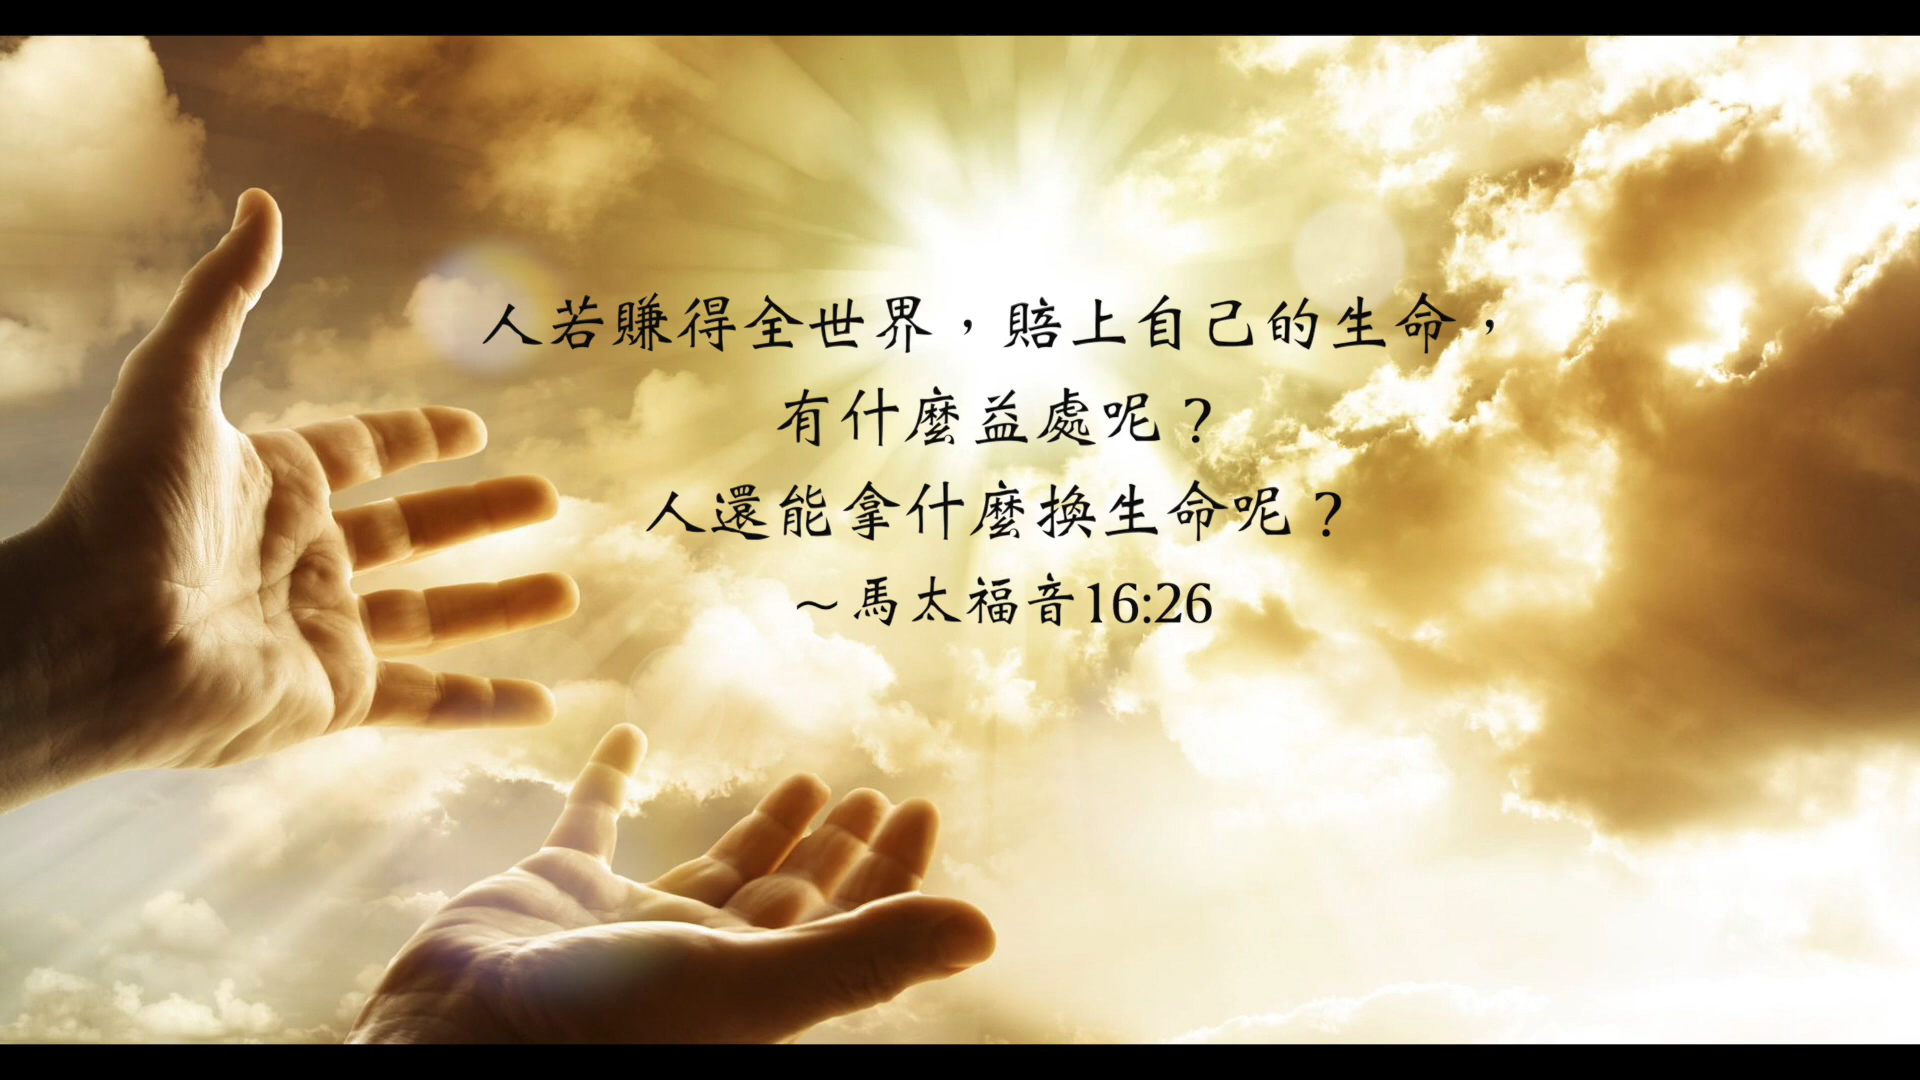 人若賺得全世界，賠上自己的生命，
有什麼益處呢？
人還能拿什麼換生命呢？
～馬太福音16:26